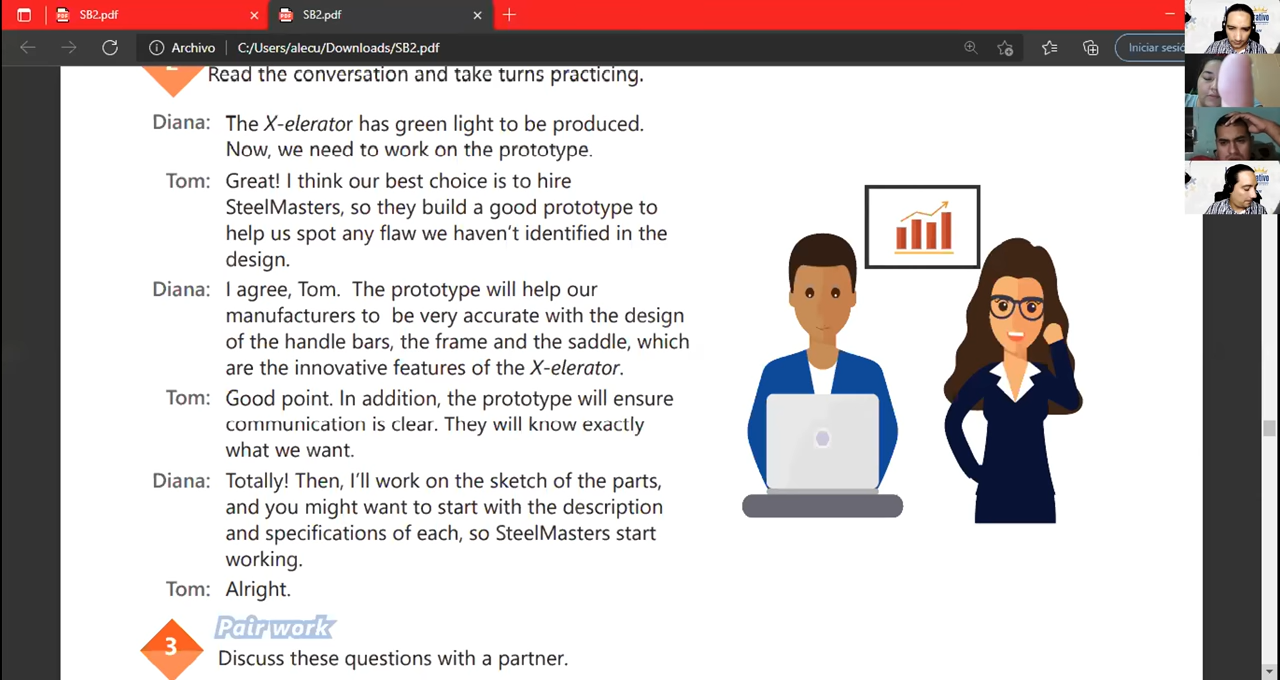 SB2.pdf
SB2.pdf
Archivo
C:/Users/alecu/Downloads/SB2.pdf
Iniciar sesió
2
Read the conversation and take turns practicing.
Diana: The X-elerator has green light to be produced.
Now, we need to work on the prototype.
Tom: Great! I think our best choice is to hire
SteelMasters, so they build a good prototype to
help us spot any flaw we haven't identified in the
design.
Diana: I agree, Tom. The prototype will help our
manufacturers to be very accurate with the design
of the handle bars, the frame and the saddle, which
are the innovative features of the X-elerator.
Tom: Good point. In addition, the prototype will ensure
communication is clear. They will know exactly
what we want.
Diana: Totally! Then, I'll work on the sketch of the parts,
and you might want to start with the description
and specifications of each, so SteelMasters start
working.
Tom: Alright.
3
Pair work
Discuss these questions with a partner.